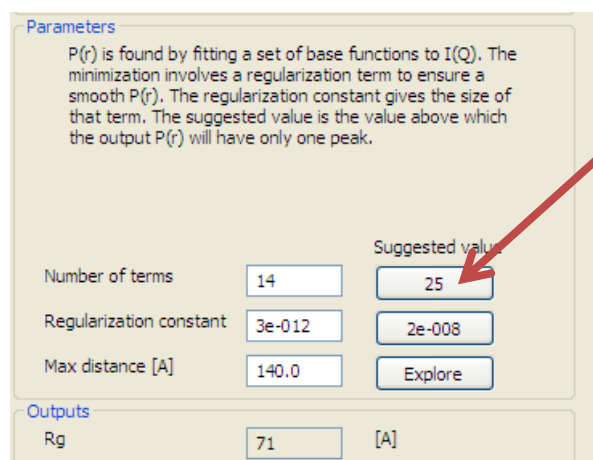 Parameters
P(r) is found by fitting a set of base functions to I(Q). The
minimization involves a regularization term to ensure a
smooth P(r). The regularization constant gives the size of
that term. The suggested value is the value above which
the output P(r) will have only one peak.
Suggested value
Number of terms 14 25
Regularization constant 3e-012 2e-008
Max distance [A] 140.0 Explore
Outputs
Rg 71 [A]